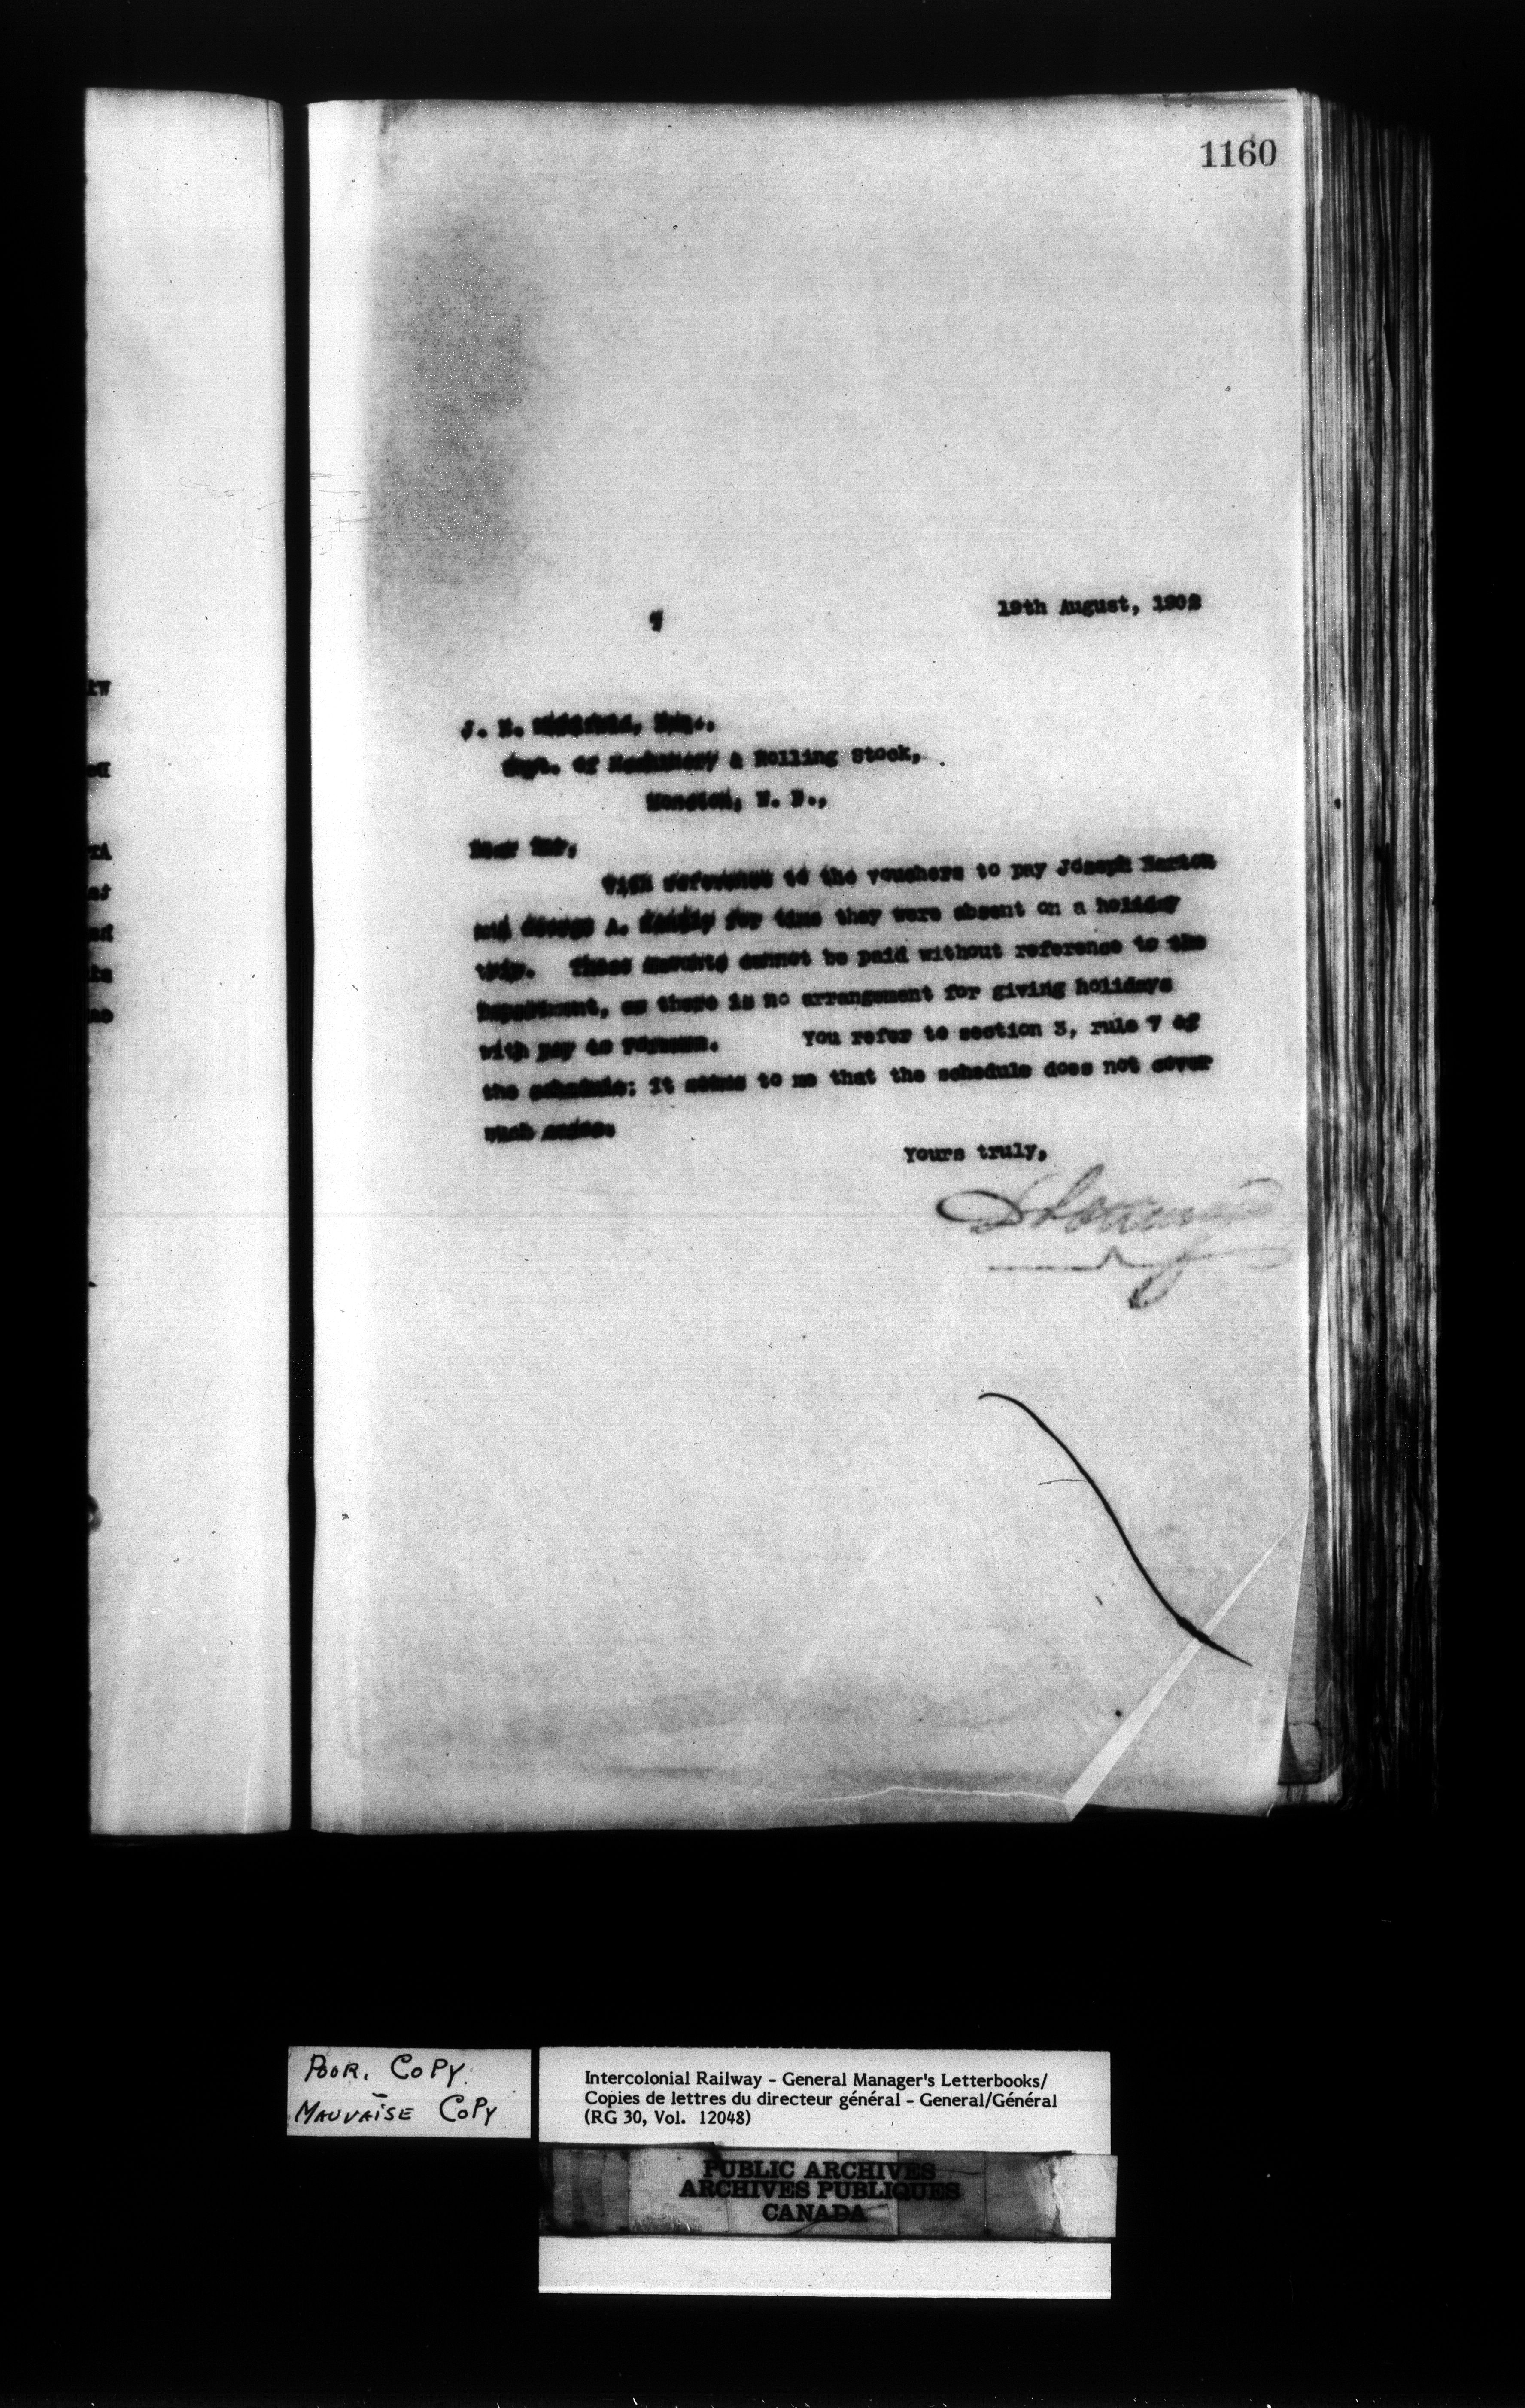 1160
19th August, 1902
J.
of Machinery & Rolling Stock,
Moncton, N. B.,
Dear Sir,
With reference to the vouchers to pay Joseph
and George A. for time they were absent on a holiday
trip. These amounts cannot be paid without reference to the
Department, as there is no arrangement for giving holidays
with pay to You refer to section 3, rule 7 of
the schedule; it seems to me that the schedule does not cover
such cases.
Yours truly,
POOR. COPY.
MAUVAISE COPY
Intercolonial Railway - General Manager's Letterbooks/
Copies de lettres du directeur général - General/Général
(RG 30, Vol. 12048)
PUBLIC ARCHIVES
ARCHIVES PUBLIQUES
CANADA